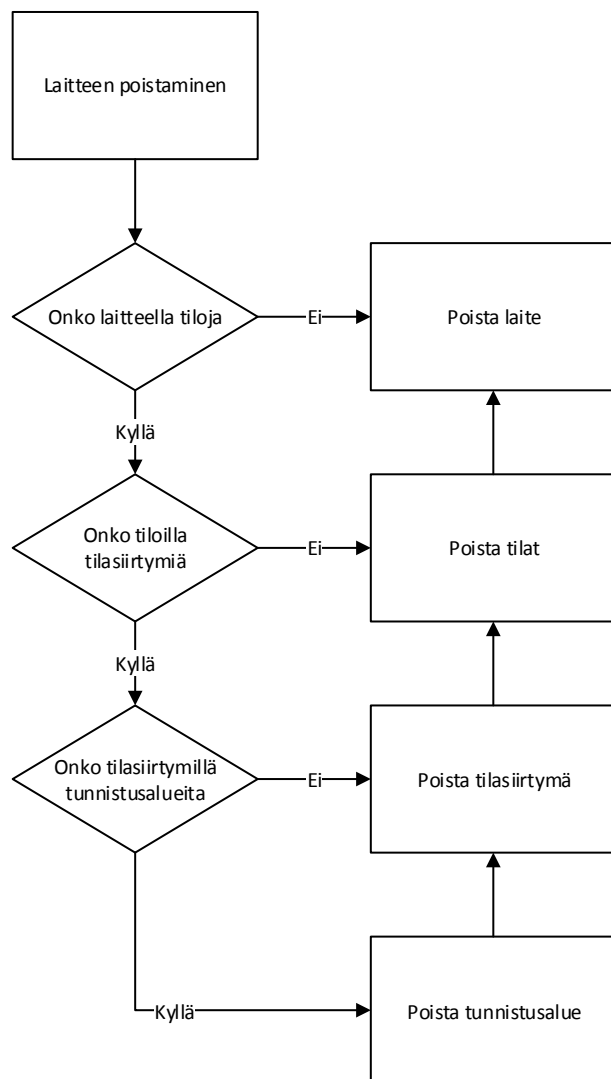 Laitteen poistaminen
Onko laitteella tiloja
Ei
Poista laite
Kyllä
Onko tiloilla
tilasiirtymiä
Ei
Poista tilat
Kyllä
Onko tilasiirtymillä
tunnistusalueita
Ei
Poista tilasiirtymä
Kyllä
Poista tunnistusalue